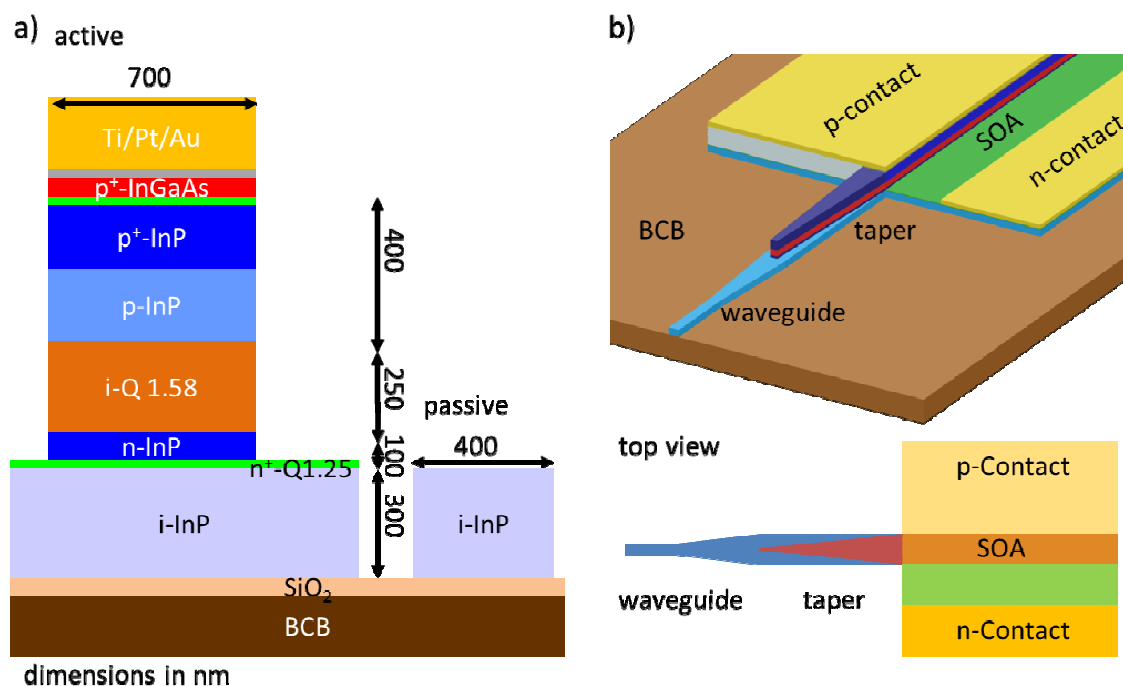 a)
active
700
Ti/Pt/Au
p⁺-InGaAs
p⁺-InP
p-InP
i-Q 1.58
n-InP
n⁺-Q1.25
i-InP
400
250
100
300
passive
400
i-InP
SiO₂
BCB
dimensions in nm
b)
p-contact
SOA
n-contact
BCB
taper
waveguide
top view
p-Contact
SOA
waveguide
taper
n-Contact